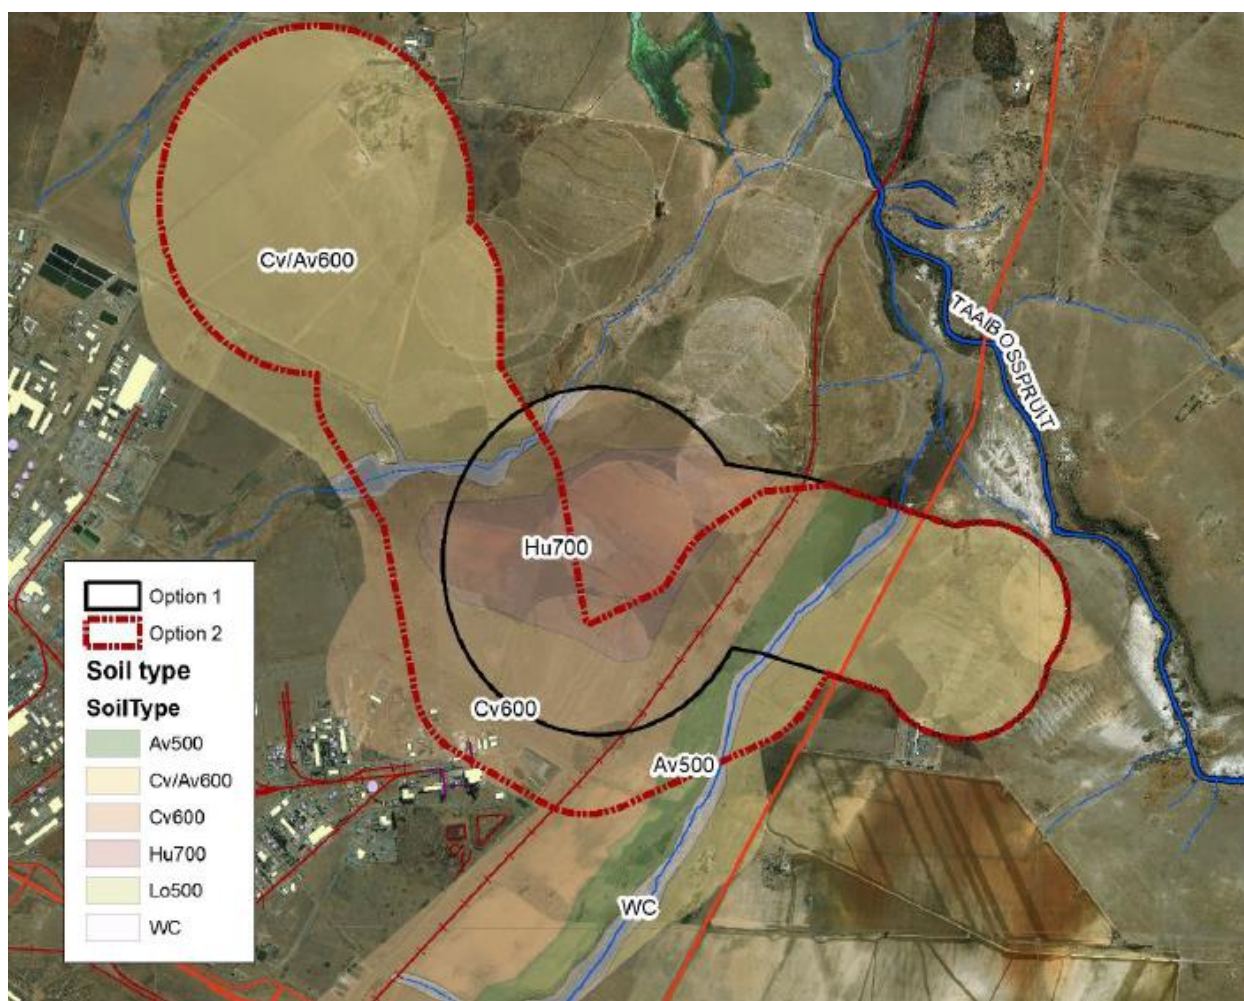 Cv/Av600
TAAIBOSSPRUIT
Hu700
Cv600
Av500
WC
Option 1
Option 2
Soil type
SoilType
Av500
Cv/Av600
Cv600
Hu700
Lo500
WC